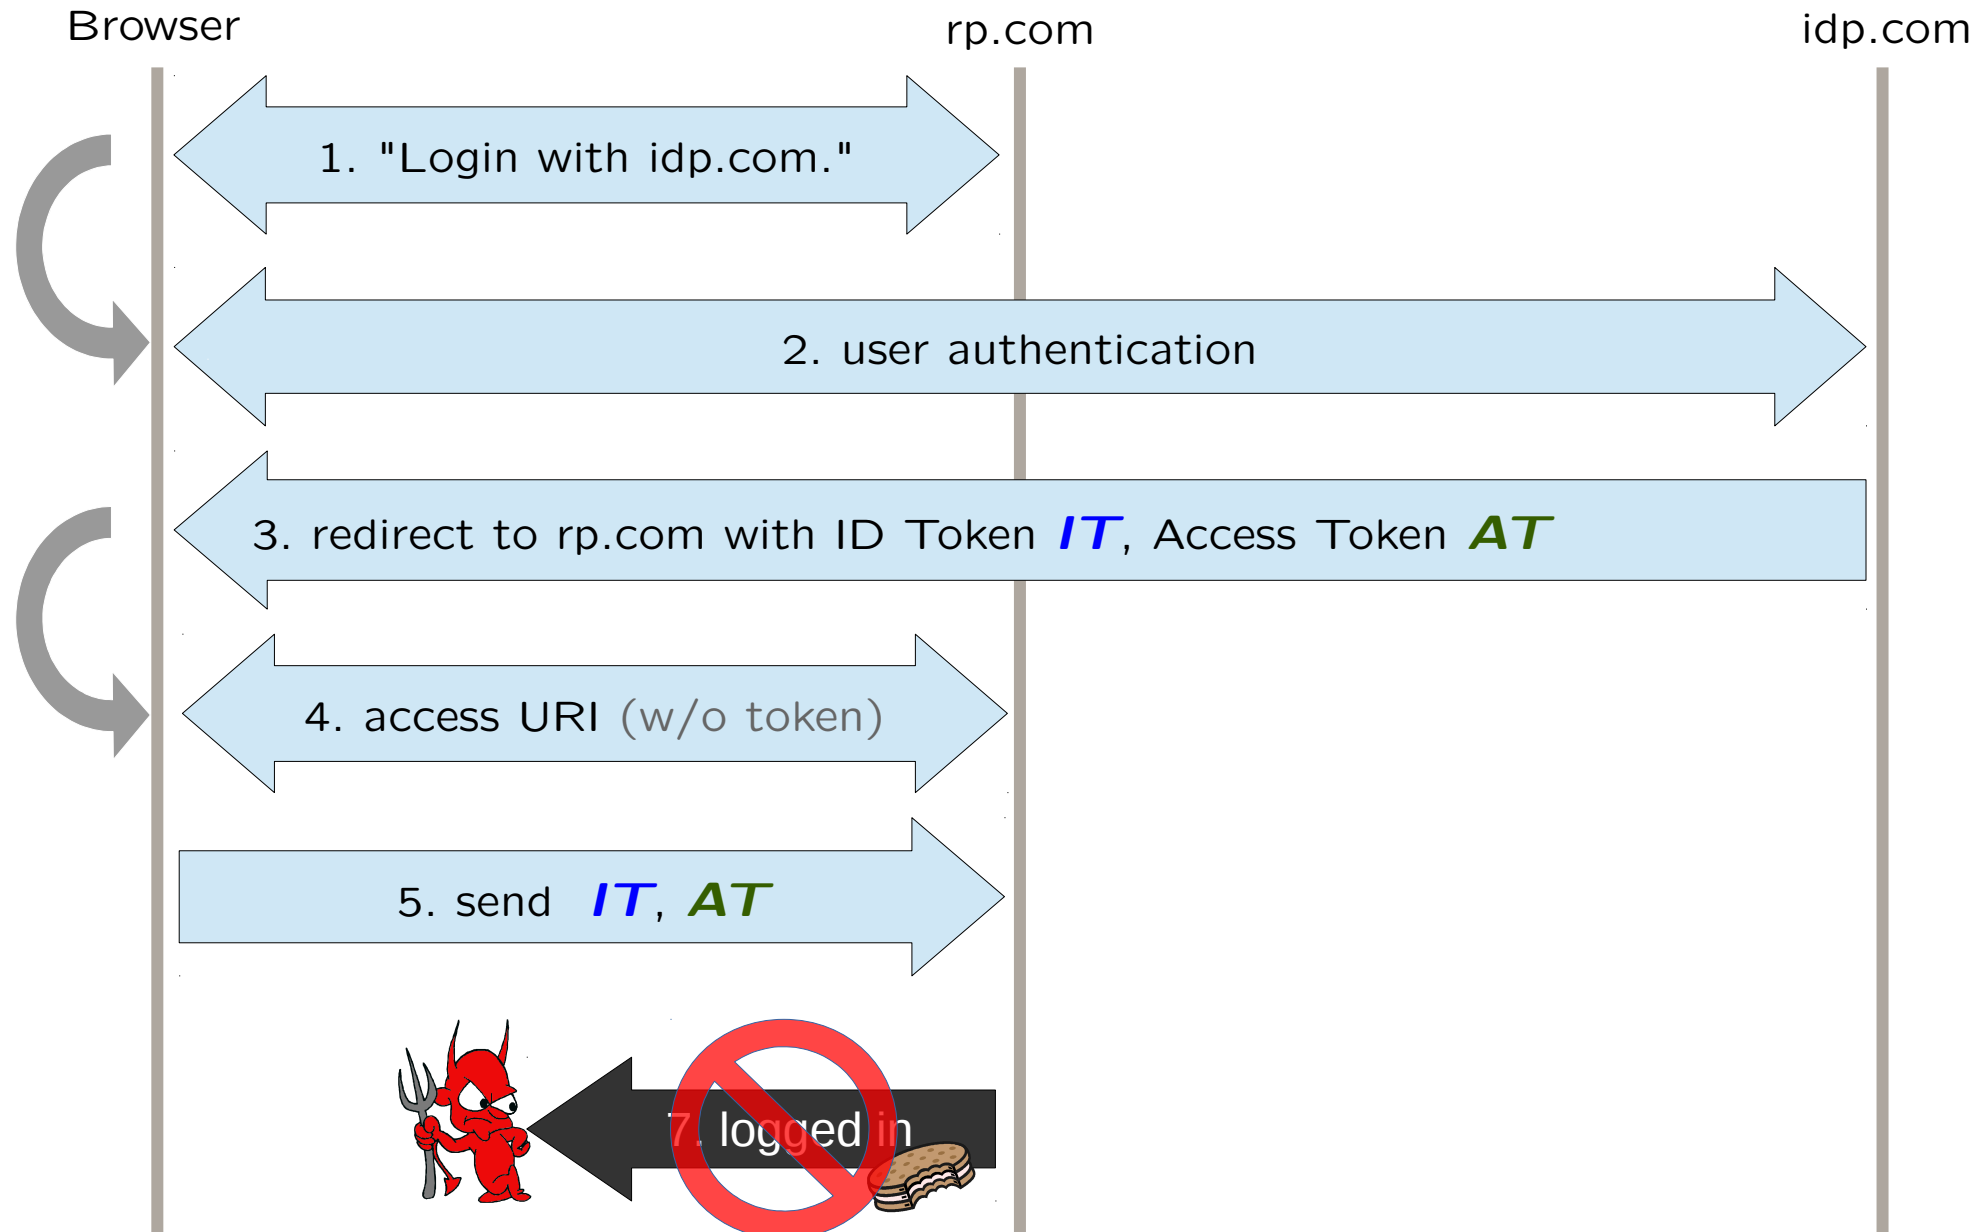 Browser
rp.com
idp.com
1. "Login with idp.com."
2. user authentication
3. redirect to rp.com with ID Token IT, Access Token AT
4. access URI (w/o token)
5. send IT, AT
7. logged in